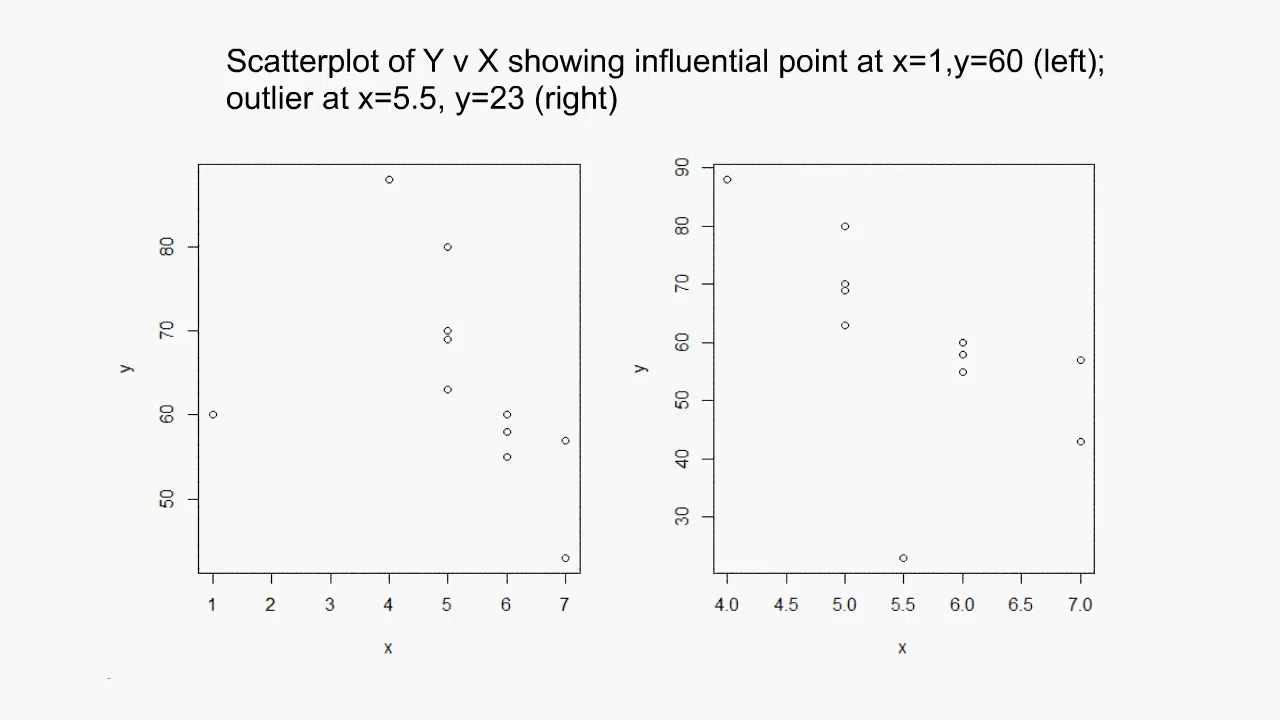 Scatterplot of Y v X showing influential point at x=1,y=60 (left);
outlier at x=5.5, y=23 (right)
80
70
60
50
y
1 2 3 4 5 6 7
x
90
80
70
60
50
40
30
y
4.0 4.5 5.0 5.5 6.0 6.5 7.0
x